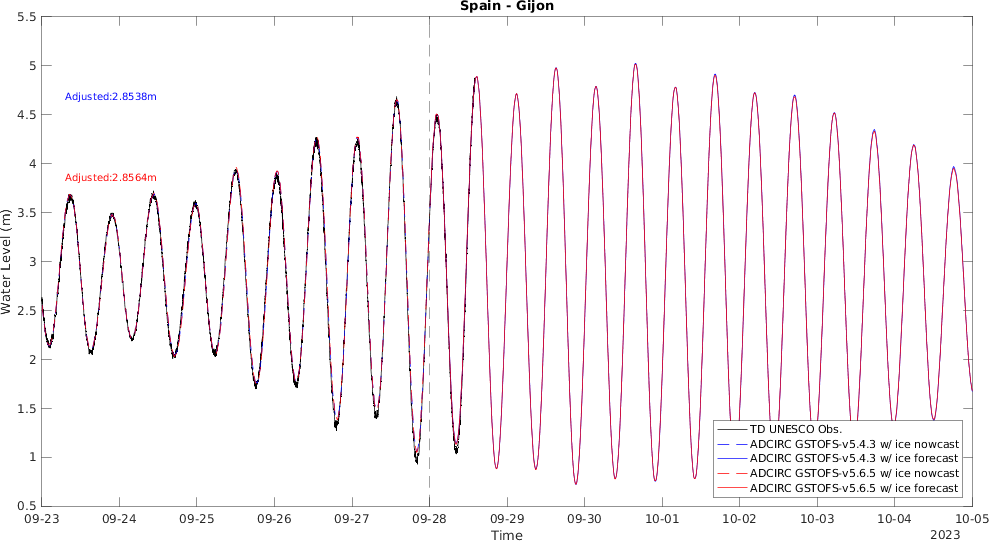 Spain - Gijon
5.5
5
4.5
4
3.5
3
2.5
2
1.5
1
0.5
Water Level (m)
Adjusted:2.8538m
Adjusted:2.8564m
TD UNESCO Obs.
ADCIRC GSTOFS-v5.4.3 w/ ice nowcast
ADCIRC GSTOFS-v5.4.3 w/ ice forecast
ADCIRC GSTOFS-v5.6.5 w/ ice nowcast
ADCIRC GSTOFS-v5.6.5 w/ ice forecast
09-23 09-24 09-25 09-26 09-27 09-28 09-29 09-30 10-01 10-02 10-03 10-04 10-05
Time
2023